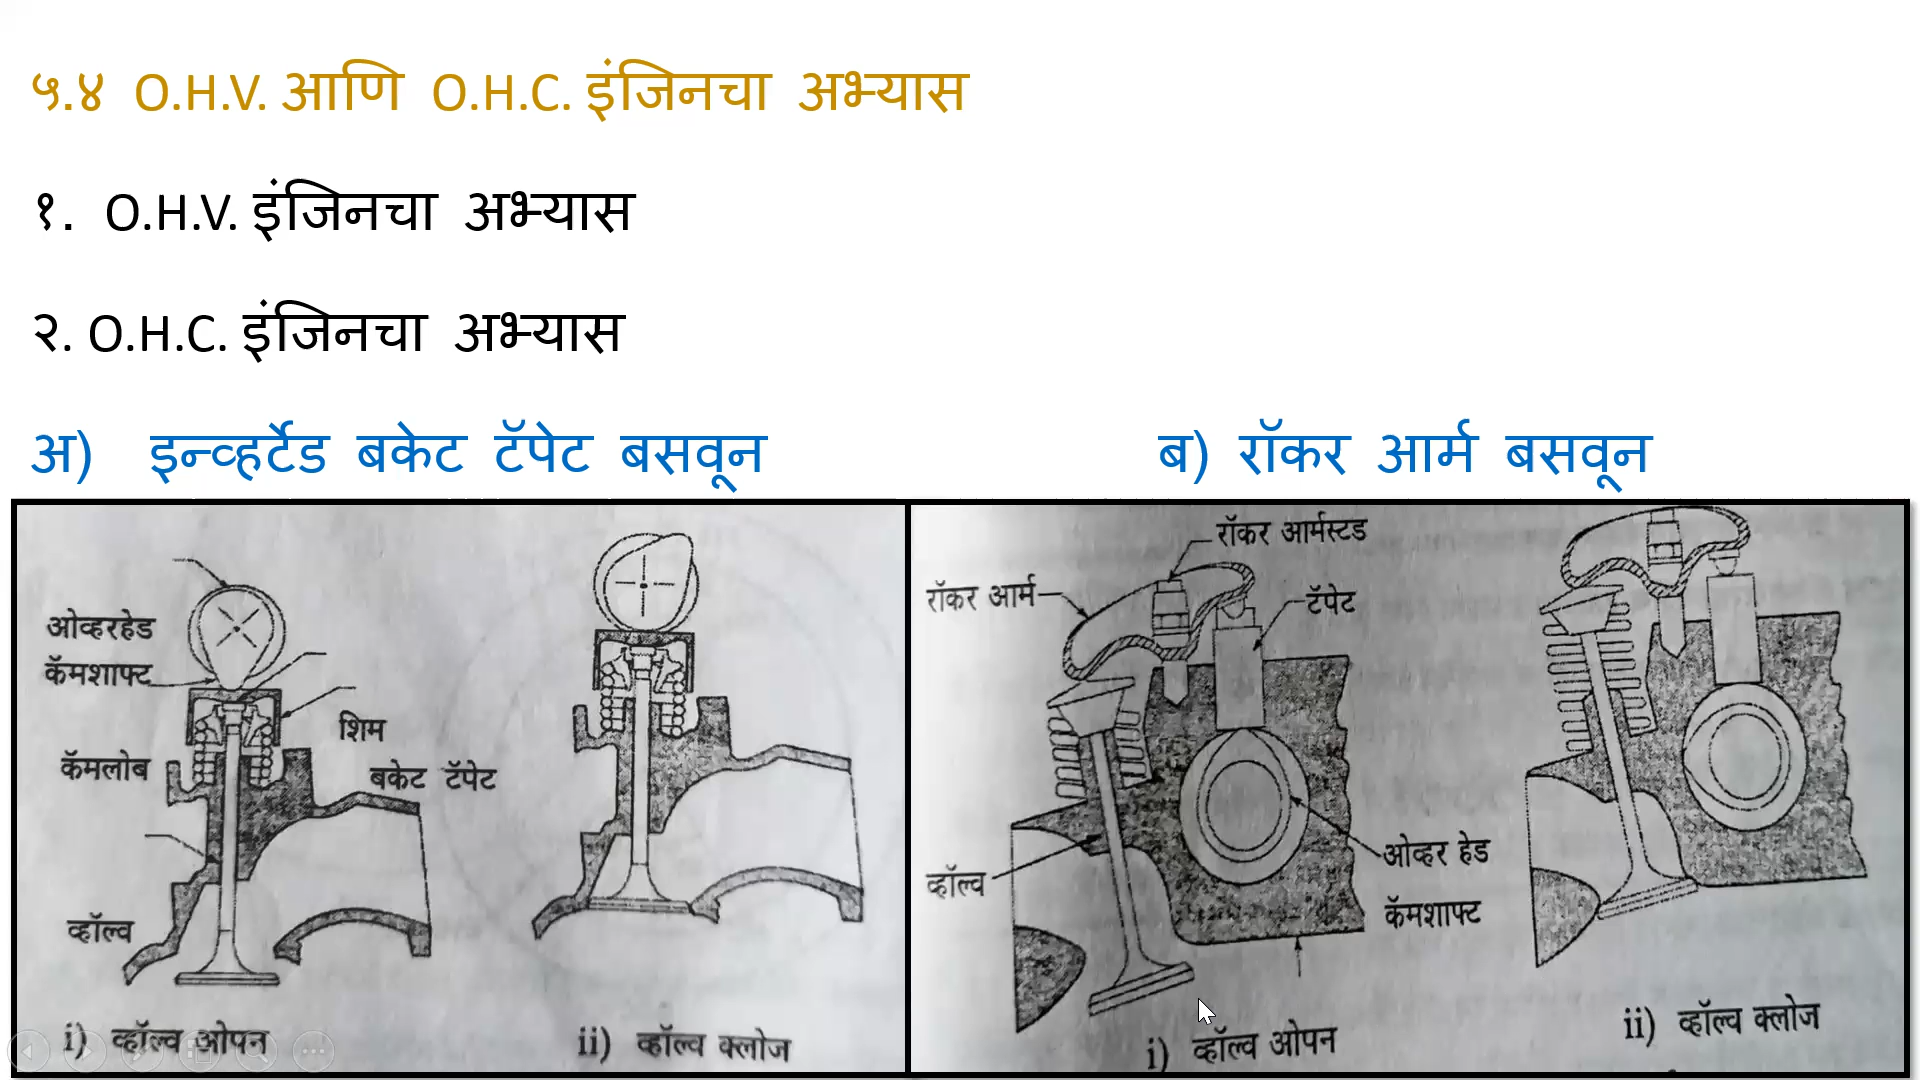 ५.४ O.H.V. आणि O.H.C. इंजिनचा अभ्यास
१. O.H.V. इंजिनचा अभ्यास
२. O.H.C. इंजिनचा अभ्यास
अ) इन्व्हर्टेड बकेट टॅपेट बसवून
ब) रॉकर आर्म बसवून
ओव्हरहेड
कॅमशाफ्ट
शिम
कॅमलोब
बकेट टॅपेट
व्हॉल्व
i) व्हॉल्व ओपन
ii) व्हॉल्व क्लोज
रॉकर आर्मस्टड
रॉकर आर्म
टॅपेट
ओव्हर हेड
कॅमशाफ्ट
व्हॉल्व
i) व्हॉल्व ओपन
ii) व्हॉल्व क्लोज